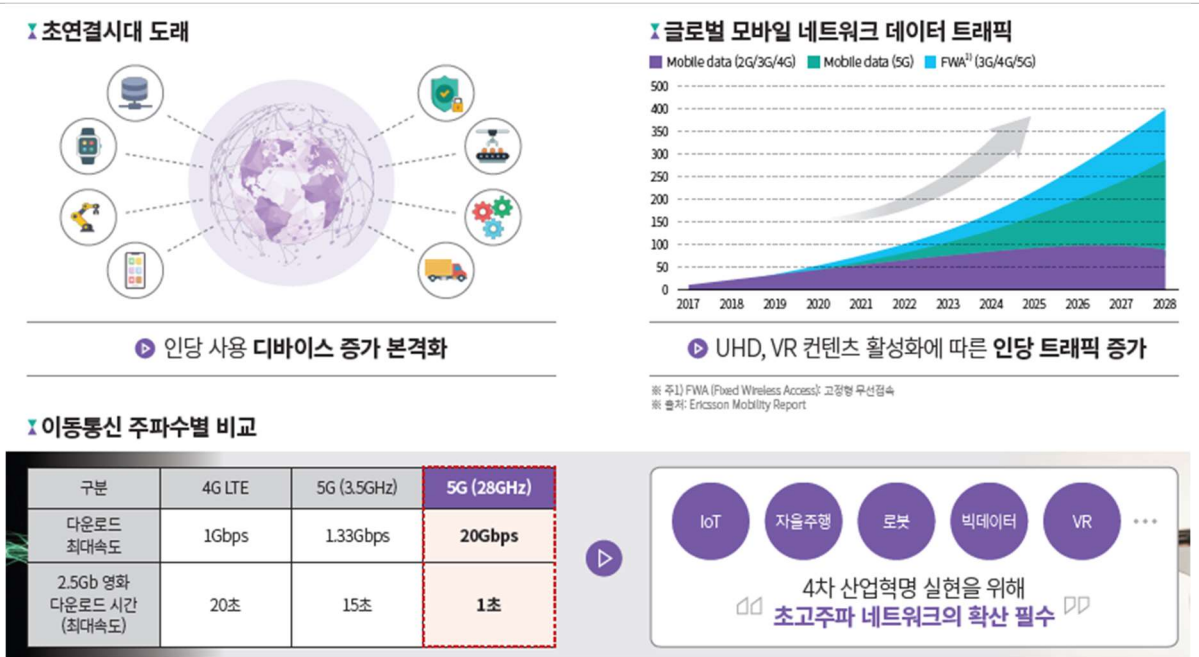 초연결시대 도래
인당 사용 디바이스 증가 본격화
글로벌 모바일 네트워크 데이터 트래픽
Mobile data (2G/3G/4G) Mobile data (5G) FWA1) (3G/4G/5G)
500
400
350
300
250
200
150
100
50
0
2017 2018 2019 2020 2021 2022 2023 2024 2025 2026 2027 2028
UHD, VR 컨텐츠 활성화에 따른 인당 트래픽 증가
※ 주1) FWA (Fixed Wireless Access): 고정형 무선접속
※ 출처: Ericsson Mobility Report
이동통신 주파수별 비교
구분 4G LTE 5G (3.5GHz) 5G (28GHz)
다운로드
최대속도
1Gbps 1.33Gbps 20Gbps
2.5Gb 영화
다운로드 시간
(최대속도)
20초 15초 1초
IoT 자율주행 로봇 빅데이터 VR ···
4차 산업혁명 실현을 위해
초고주파 네트워크의 확산 필수